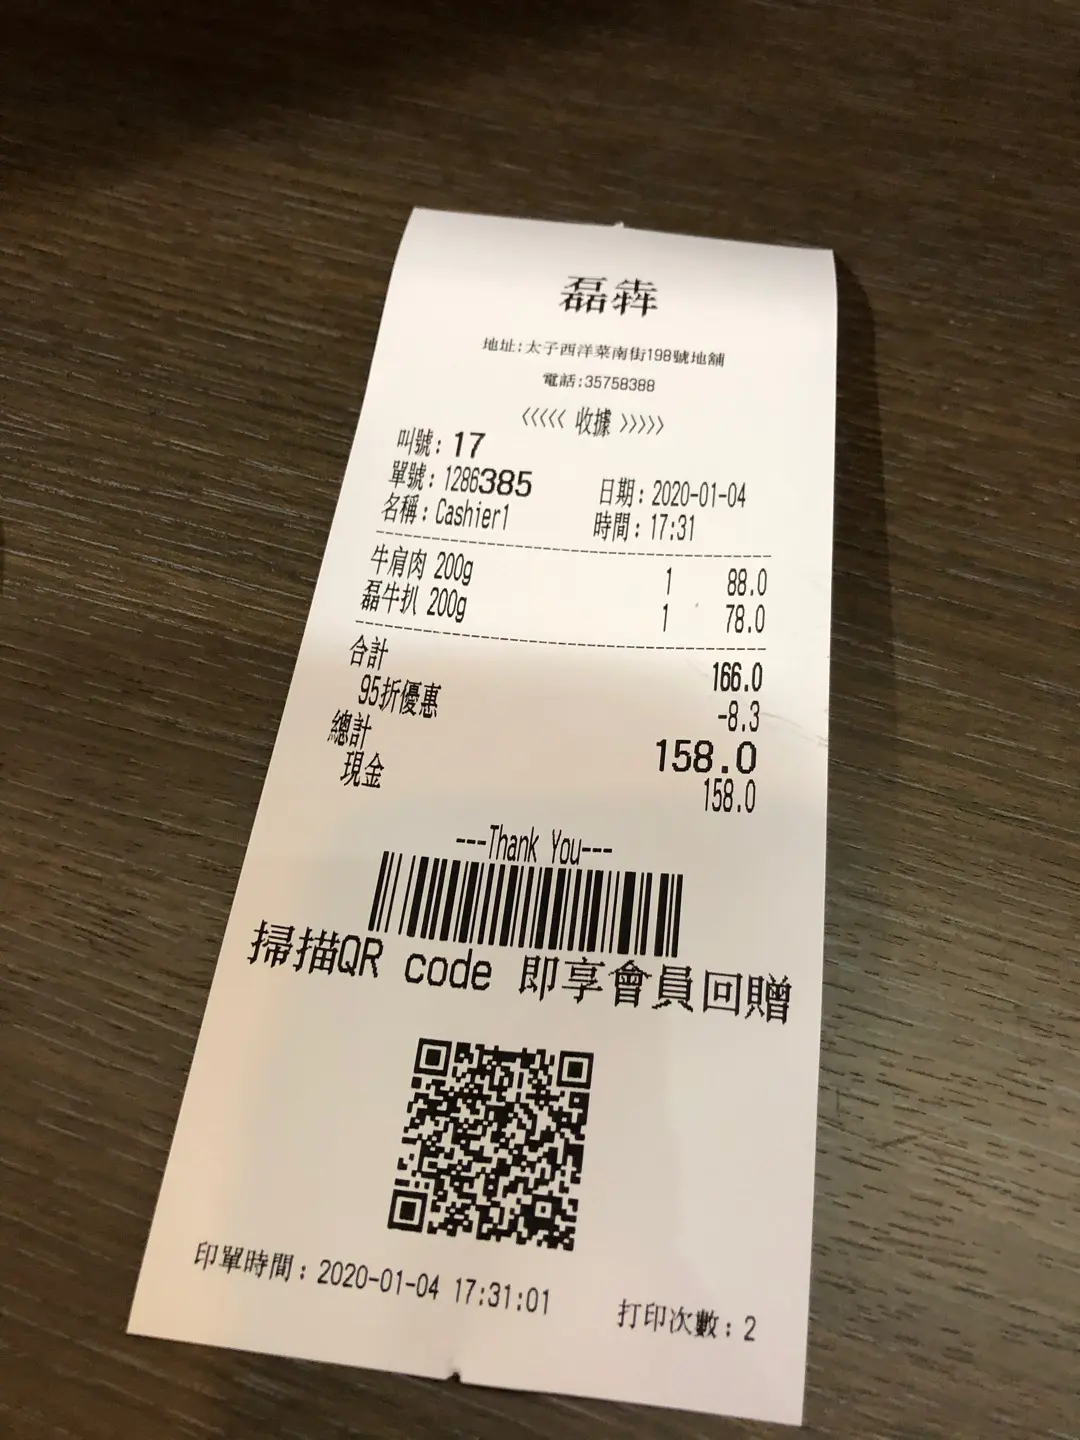 磊犇
地址:太子西洋菜南街198號地舖
電話:35758388
<<<<< 收據 >>>>>
叫號: 17
單號: 1286385 日期: 2020-01-04
名稱: Cashier1 時間: 17:31
牛肩肉 200g 1 88.0
磊牛扒 200g 1 78.0
合計 166.0
95折優惠 -8.3
總計 158.0
現金 158.0
---Thank You---
掃描QR code 即享會員回贈
印單時間: 2020-01-04 17:31:01 打印次數: 2